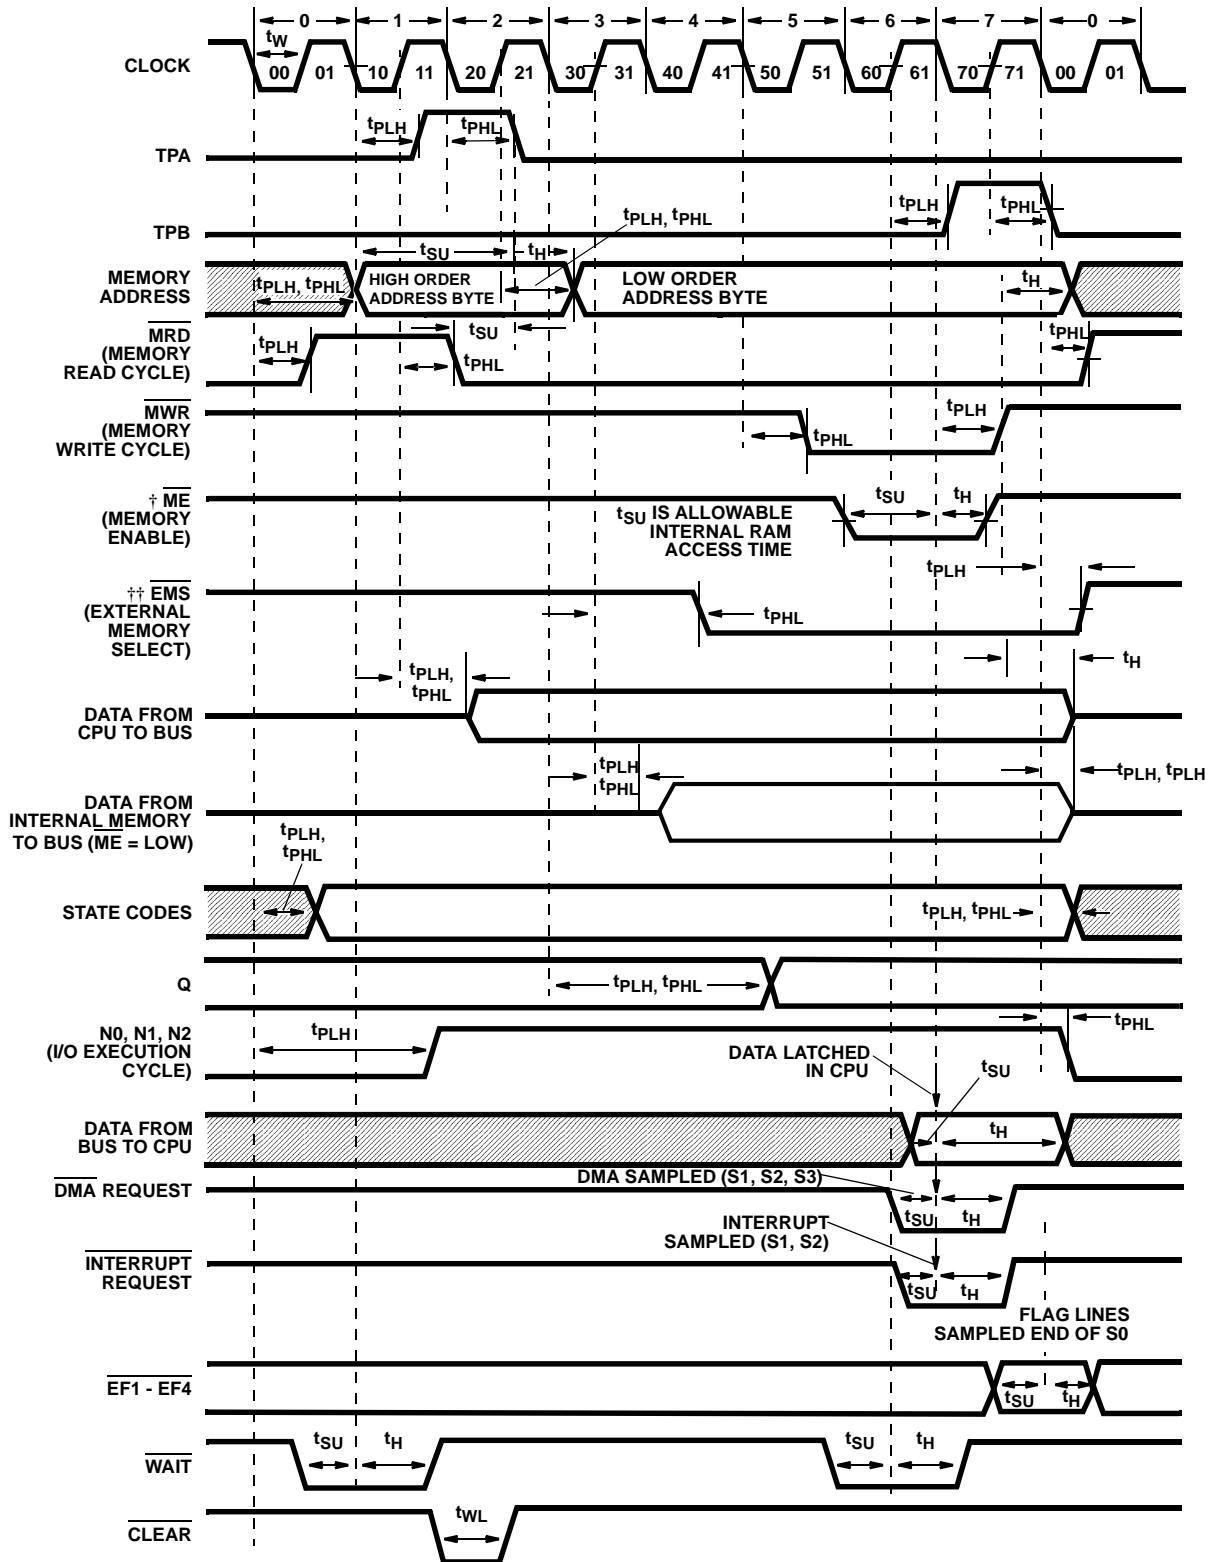 0 1 2 3 4 5 6 7 0
tW
CLOCK
00 01 10 11 20 21 30 31 40 41 50 51 60 61 70 71 00 01
tPLH tPHL
TPA
tPLH tPHL
TPB
tPLH, tPHL
tSU tH
MEMORY
ADDRESS
tPLH, tPHL
HIGH ORDER
ADDRESS BYTE
LOW ORDER
ADDRESS BYTE
tH
MRD
(MEMORY
READ CYCLE)
tPLH
tSU
tPHL
tPHL
MWR
(MEMORY
WRITE CYCLE)
tPHL
tPLH
† ME
(MEMORY
ENABLE)
tSU IS ALLOWABLE
INTERNAL RAM
ACCESS TIME
tSU tH
tPLH
†† EMS
(EXTERNAL
MEMORY
SELECT)
tPHL
tH
tPLH,
tPHL
DATA FROM
CPU TO BUS
tPLH
tPHL
tPLH, tPLH
DATA FROM
INTERNAL MEMORY
TO BUS (ME = LOW)
tPLH,
tPHL
STATE CODES
tPLH, tPHL
Q
tPLH, tPHL
N0, N1, N2
(I/O EXECUTION
CYCLE)
tPLH
tPHL
DATA LATCHED
IN CPU
tSU
DATA FROM
BUS TO CPU
tH
DMA REQUEST
DMA SAMPLED (S1, S2, S3)
tSU tH
INTERRUPT
SAMPLED (S1, S2)
INTERRUPT
REQUEST
tSU tH
FLAG LINES
SAMPLED END OF S0
EF1 - EF4
tSU tH
WAIT
tSU tH tSU tH
CLEAR
tWL